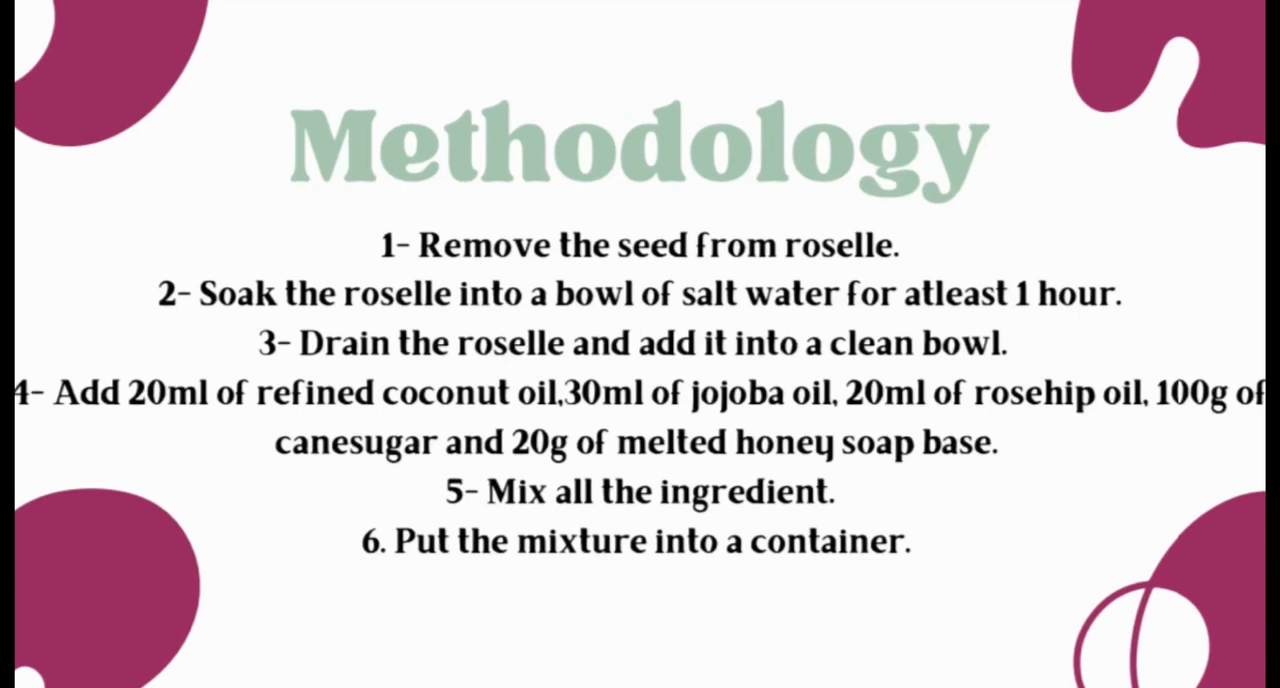 Methodology
1- Remove the seed from roselle.
2- Soak the roselle into a bowl of salt water for atleast 1 hour.
3- Drain the roselle and add it into a clean bowl.
4- Add 20ml of refined coconut oil,30ml of jojoba oil, 20ml of rosehip oil, 100g of
canesugar and 20g of melted honey soap base.
5- Mix all the ingredient.
6. Put the mixture into a container.